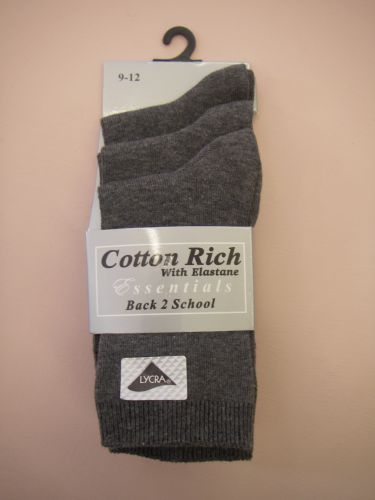 9-12
Cotton Rich
With Elastane
Essentials
Back 2 School
LYCRA®